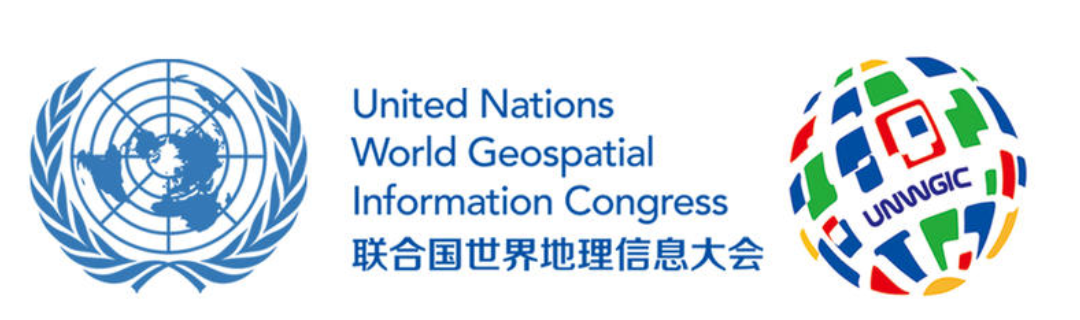 United Nations
World Geospatial
Information Congress
联合国世界地理信息大会
UNWGIC